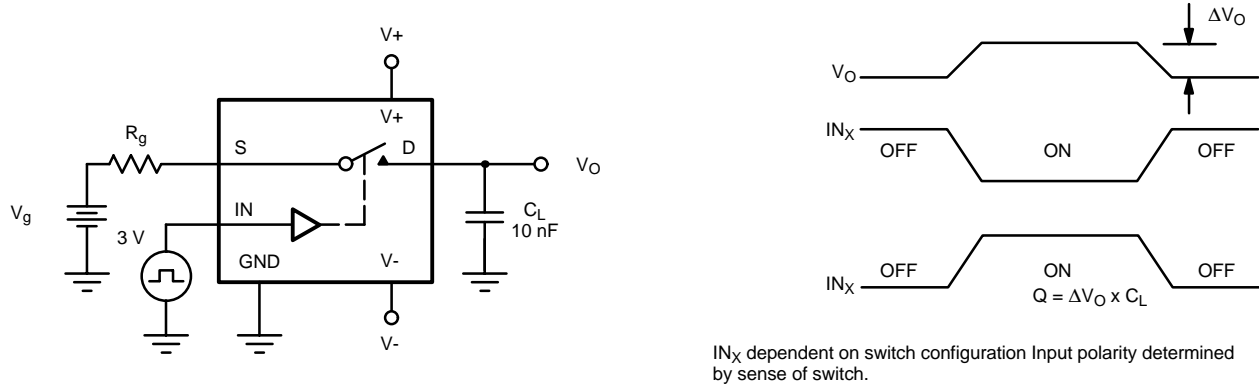 V+
V+
Rg
S
D
VO
Vg
IN
CL
10 nF
3 V
GND
V-
V-
ΔVO
VO
INX
OFF
ON
OFF
INX
OFF
ON
OFF
Q = ΔVO x CL
INX dependent on switch configuration Input polarity determined
by sense of switch.